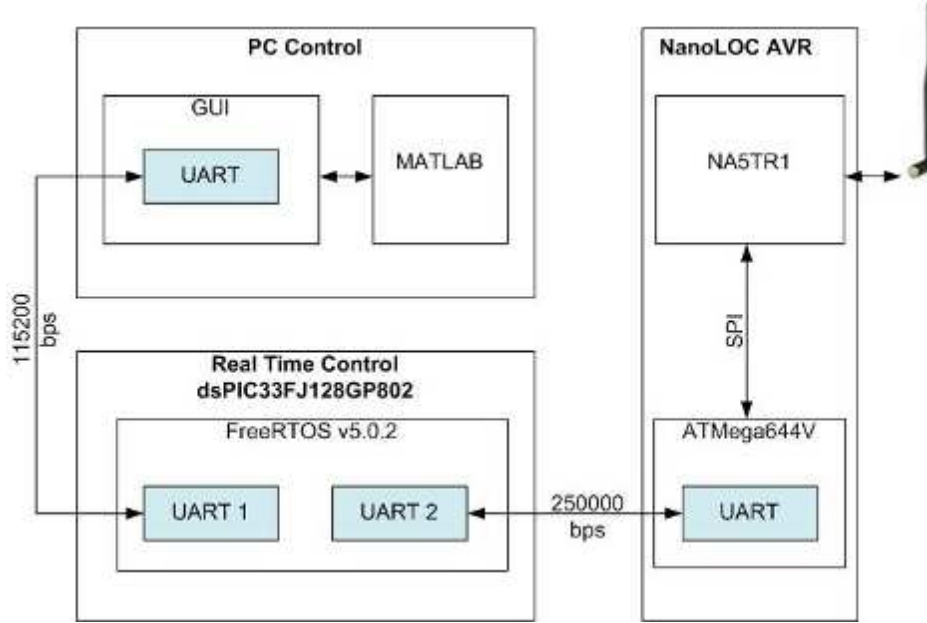 PC Control
GUI
UART
MATLAB
115200
bps
Real Time Control
dsPIC33FJ128GP802
FreeRTOS v5.0.2
UART 1
UART 2
250000
bps
NanoLOC AVR
NA5TR1
SPI
ATMega644V
UART